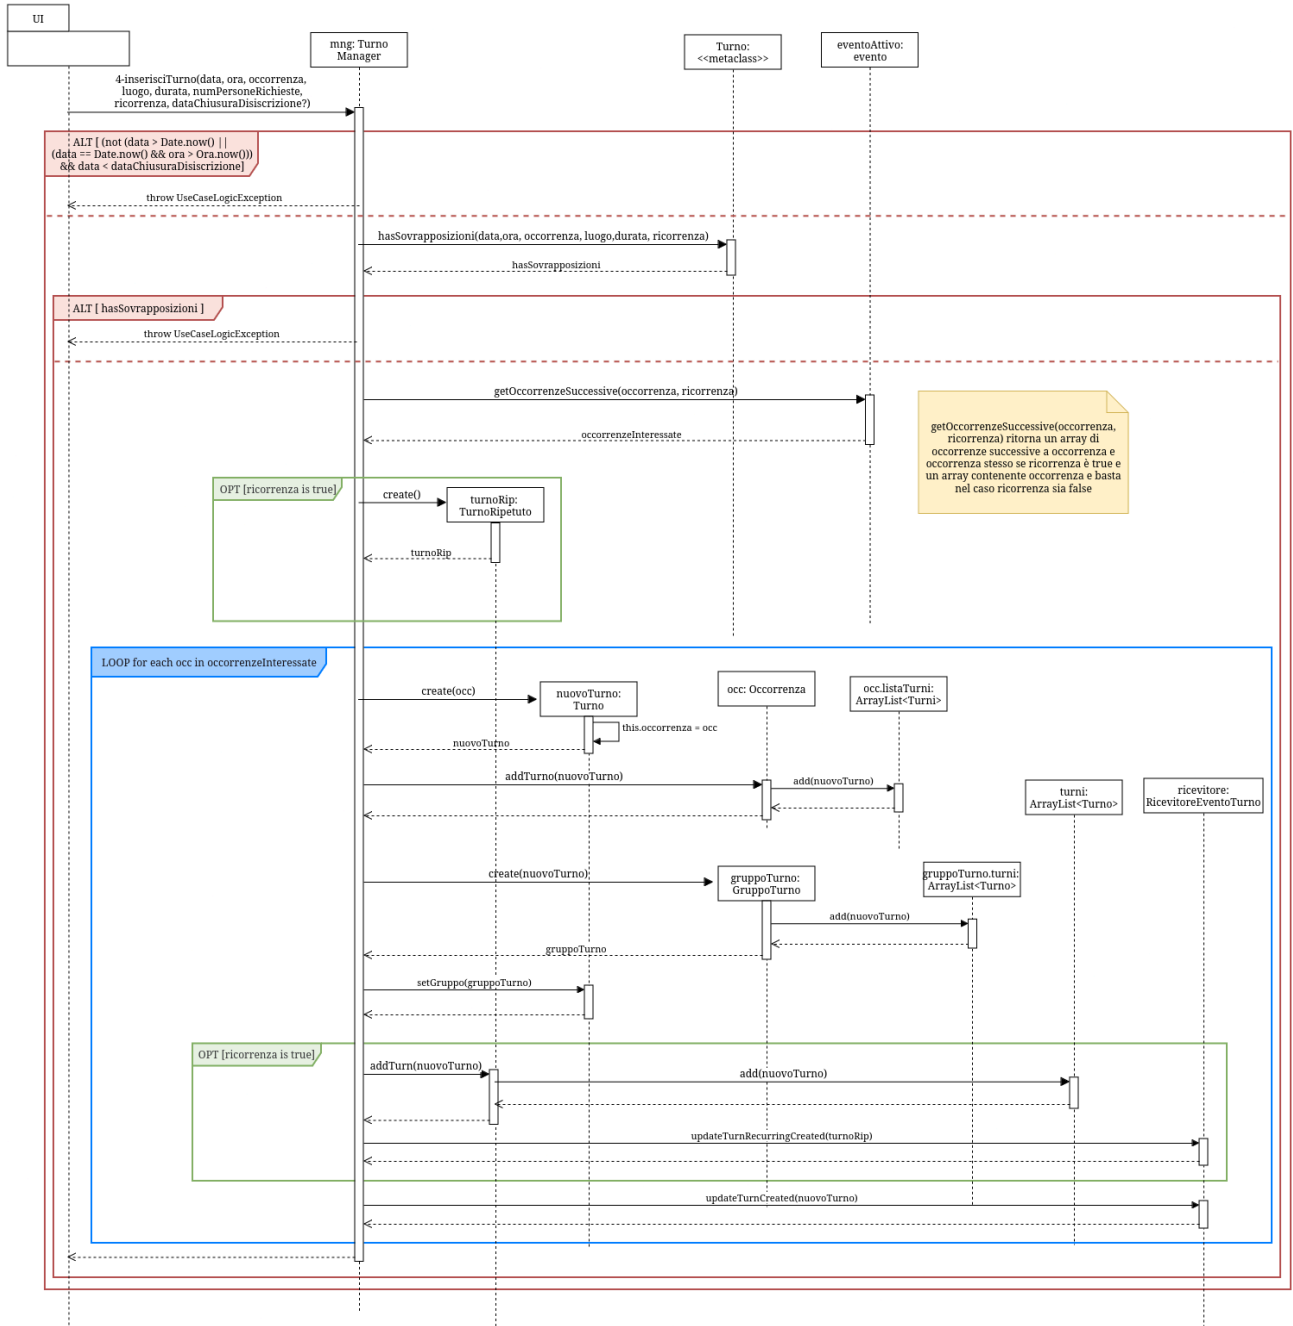 UI
mng: Turno
Manager
Turno:
<<metaclass>>
eventoAttivo:
evento
4-inserisciTurno(data, ora, occorrenza,
luogo, durata, numPersoneRichieste,
ricorrenza, dataChiusuraDisiscrizione?)
ALT [ (not (data > Date.now() ||
(data == Date.now() && ora > Ora.now()))
&& data < dataChiusuraDisiscrizione]
throw UseCaseLogicException
hasSovrapposizioni(data,ora, occorrenza, luogo,durata, ricorrenza)
hasSovrapposizioni
ALT [ hasSovrapposizioni ]
throw UseCaseLogicException
getOccorrenzeSuccessive(occorrenza, ricorrenza)
occorrenzeInteressate
getOccorrenzeSuccessive(occorrenza,
ricorrenza) ritorna un array di
occorrenze successive a occorrenza e
occorrenza stesso se ricorrenza è true e
un array contenente occorrenza e basta
nel caso ricorrenza sia false
OPT [ricorrenza is true]
create()
turnoRip:
TurnoRipetuto
turnoRip
LOOP for each occ in occorrenzeInteressate
create(occ)
nuovoTurno:
Turno
occ: Occorrenza
occ.listaTurni:
ArrayList<Turni>
this.occorrenza = occ
nuovoTurno
addTurno(nuovoTurno)
add(nuovoTurno)
turni:
ArrayList<Turno>
ricevitore:
RicevitoreEventoTurno
create(nuovoTurno)
gruppoTurno:
GruppoTurno
gruppoTurno.turni:
ArrayList<Turno>
add(nuovoTurno)
gruppoTurno
setGruppo(gruppoTurno)
OPT [ricorrenza is true]
addTurn(nuovoTurno)
add(nuovoTurno)
updateTurnRecurringCreated(turnoRip)
updateTurnCreated(nuovoTurno)